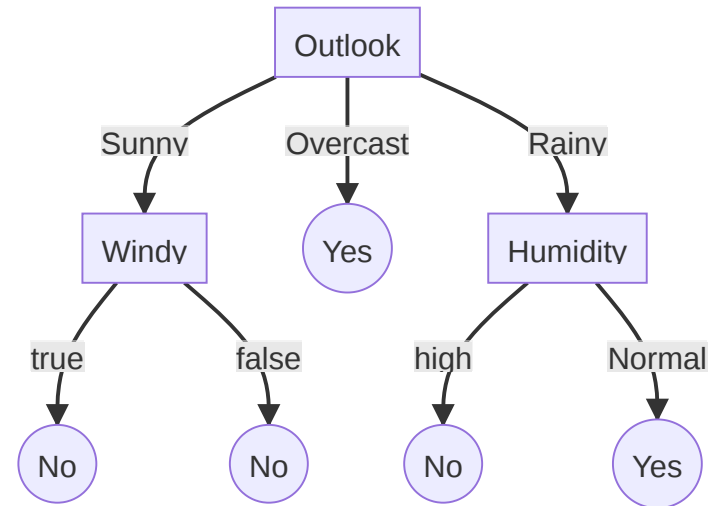 Outlook
Sunny
Overcast
Rainy
Windy
Yes
Humidity
true
false
high
Normal
No
No
No
Yes